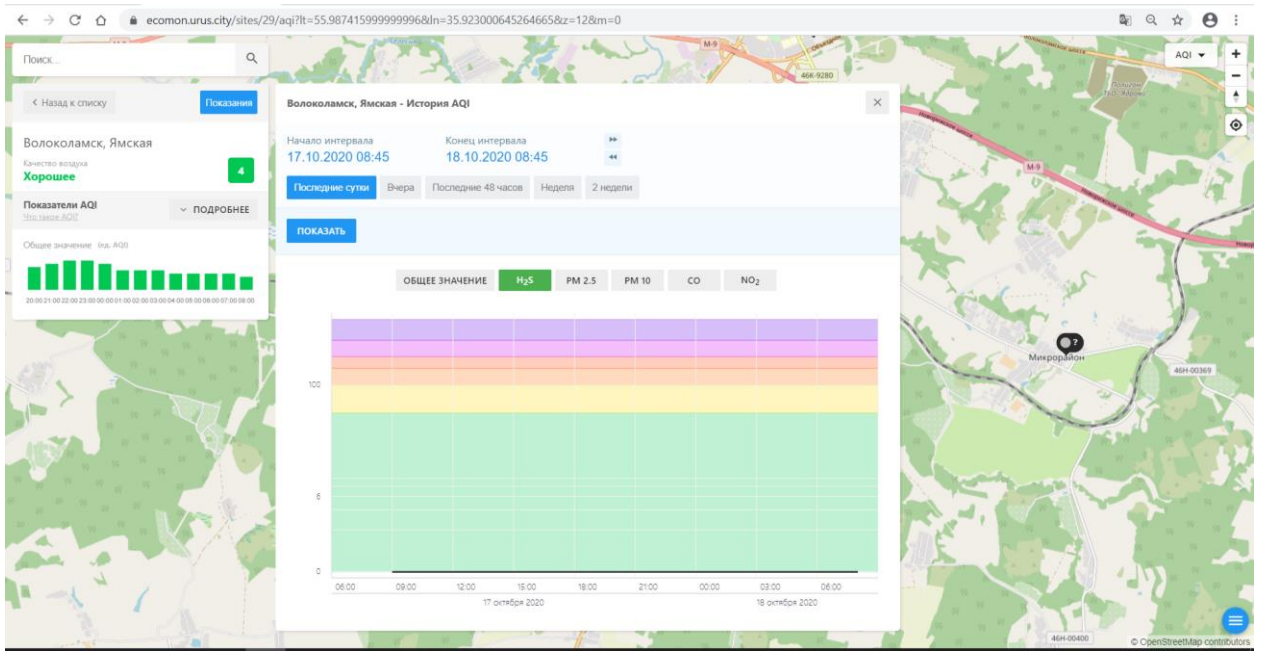 ecomon.urus.city/sites/29/aqi?lt=55.987415999999996&ln=35.923000645264665&z=12&m=0
Поиск...
М-9
46К-9280
AQI
Назад к списку
Показания
Волоколамск, Ямская - История AQI
Волоколамск, Ямская
Качество воздуха
Хорошее
4
Начало интервала
Конец интервала
17.10.2020 08:45
18.10.2020 08:45
Последние сутки Вчера Последние 48 часов Неделя 2 недели
Показатели AQI
Что такое AQI?
ПОДРОБНЕЕ
ПОКАЗАТЬ
Общее значение (ед. AQI)
20:00 21:00 22:00 23:00 00:00 01:00 02:00 03:00 04:00 05:00 06:00 07:00 08:00
ОБЩЕЕ ЗНАЧЕНИЕ H₂S PM 2.5 PM 10 CO NO₂
100
6
0
06:00 09:00 12:00 15:00 18:00 21:00 00:00 03:00 06:00
17 октября 2020
18 октября 2020
М-9
?
Микрорайон
46Н-00369
46Н-00400
© OpenStreetMap contributors